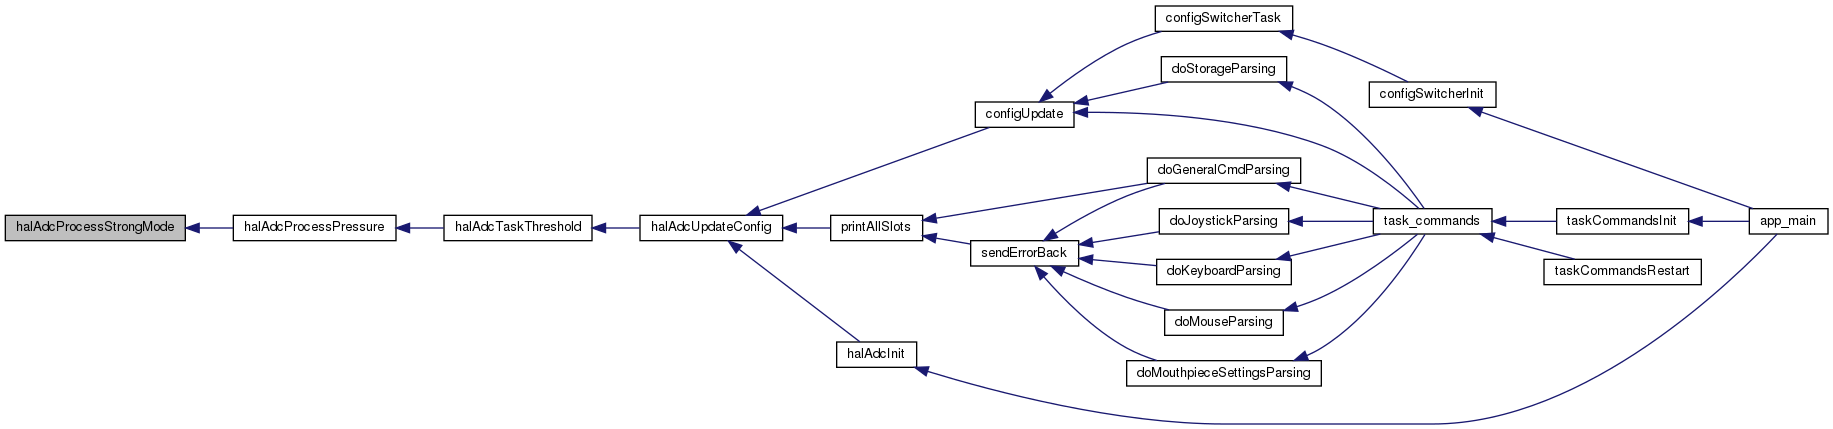 halAdcProcessStrongMode
halAdcProcessPressure
halAdcTaskThreshold
halAdcUpdateConfig
configUpdate
printAllSlots
halAdcInit
sendErrorBack
configSwitcherTask
doStorageParsing
doGeneralCmdParsing
doJoystickParsing
doKeyboardParsing
doMouseParsing
doMouthpieceSettingsParsing
configSwitcherInit
task_commands
taskCommandsInit
taskCommandsRestart
app_main